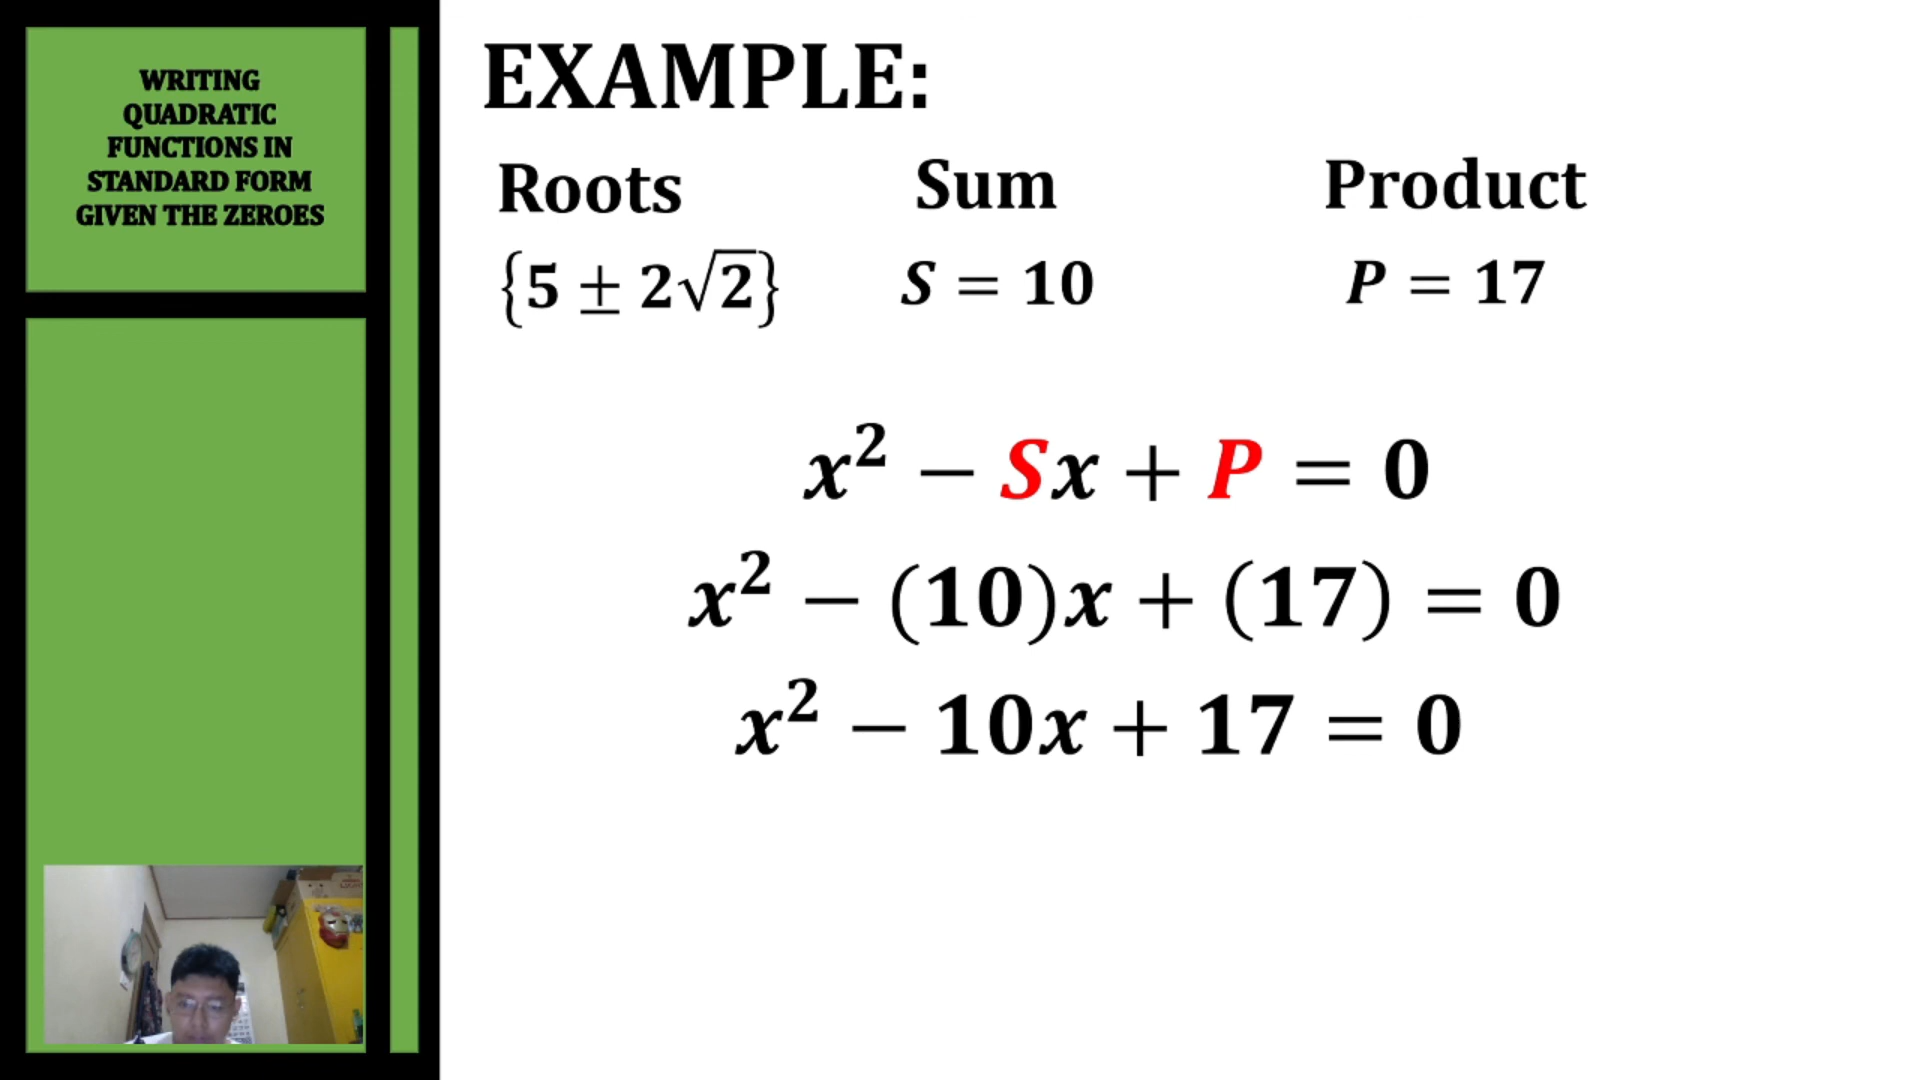 WRITING
QUADRATIC
FUNCTIONS IN
STANDARD FORM
GIVEN THE ZEROES
EXAMPLE:
Roots Sum Product
{5 ± 2√2} S = 10 P = 17
x² − Sx + P = 0
x² − (10)x + (17) = 0
x² − 10x + 17 = 0